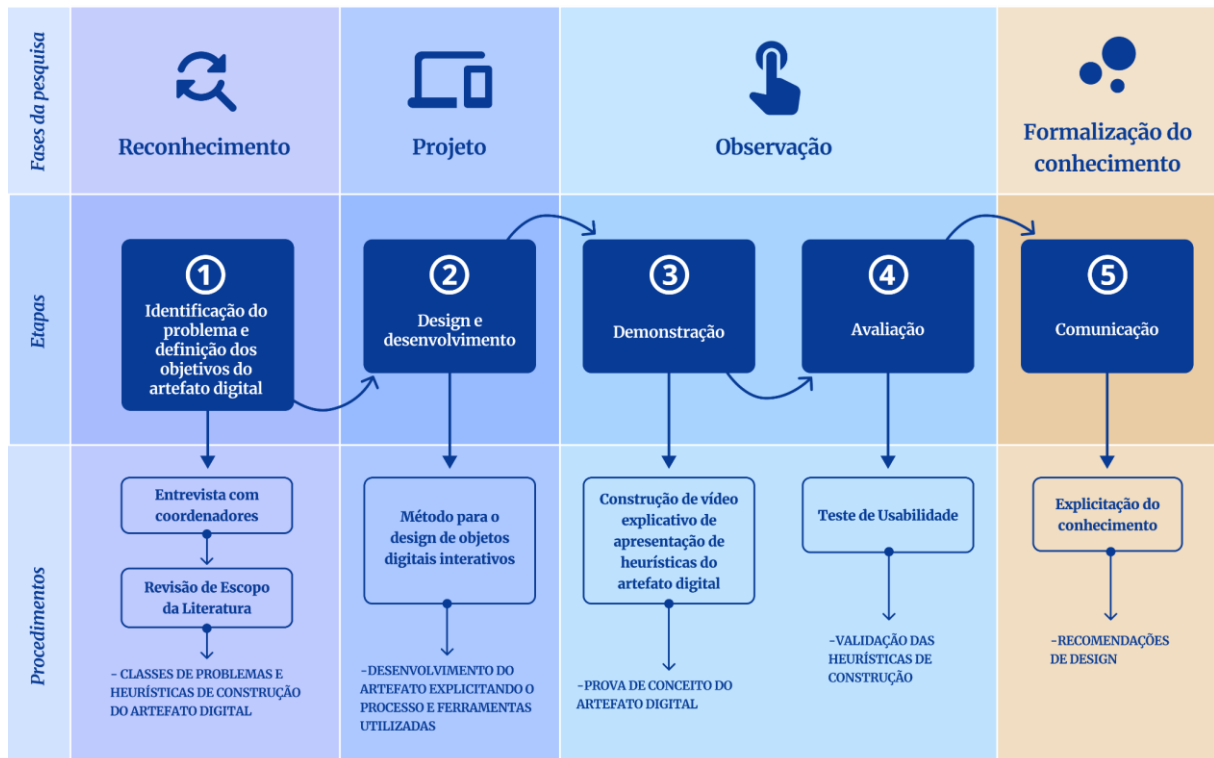 Fases da pesquisa
Reconhecimento
Projeto
Observação
Formalização do
conhecimento
Etapas
1
Identificação do
problema e
definição dos
objetivos do
artefato digital
2
Design e
desenvolvimento
3
Demonstração
4
Avaliação
5
Comunicação
Procedimentos
Entrevista com
coordenadores
Revisão de Escopo
da Literatura
- CLASSES DE PROBLEMAS E
HEURÍSTICAS DE CONSTRUÇÃO
DO ARTEFATO DIGITAL
Método para o
design de objetos
digitais interativos
-DESENVOLVIMENTO DO
ARTEFATO EXPLICITANDO O
PROCESSO E FERRAMENTAS
UTILIZADAS
Construção de vídeo
explicativo de
apresentação de
heurísticas do
artefato digital
-PROVA DE CONCEITO DO
ARTEFATO DIGITAL
Teste de Usabilidade
-VALIDAÇÃO DAS
HEURÍSTICAS DE
CONSTRUÇÃO
Explicitação do
conhecimento
-RECOMENDAÇÕES
DE DESIGN